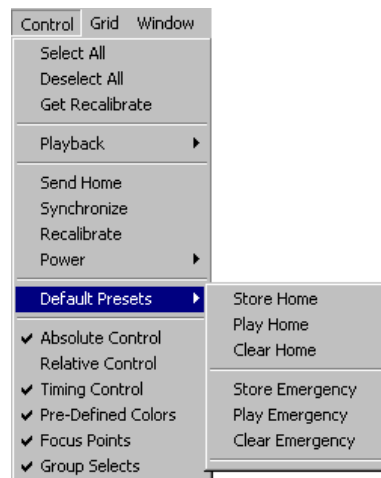 Control Grid Window
Select All
Deselect All
Get Recalibrate
Playback
Send Home
Synchronize
Recalibrate
Power
Default Presets
Store Home
Play Home
Clear Home
Store Emergency
Play Emergency
Clear Emergency
Absolute Control
Relative Control
Timing Control
Pre-Defined Colors
Focus Points
Group Selects